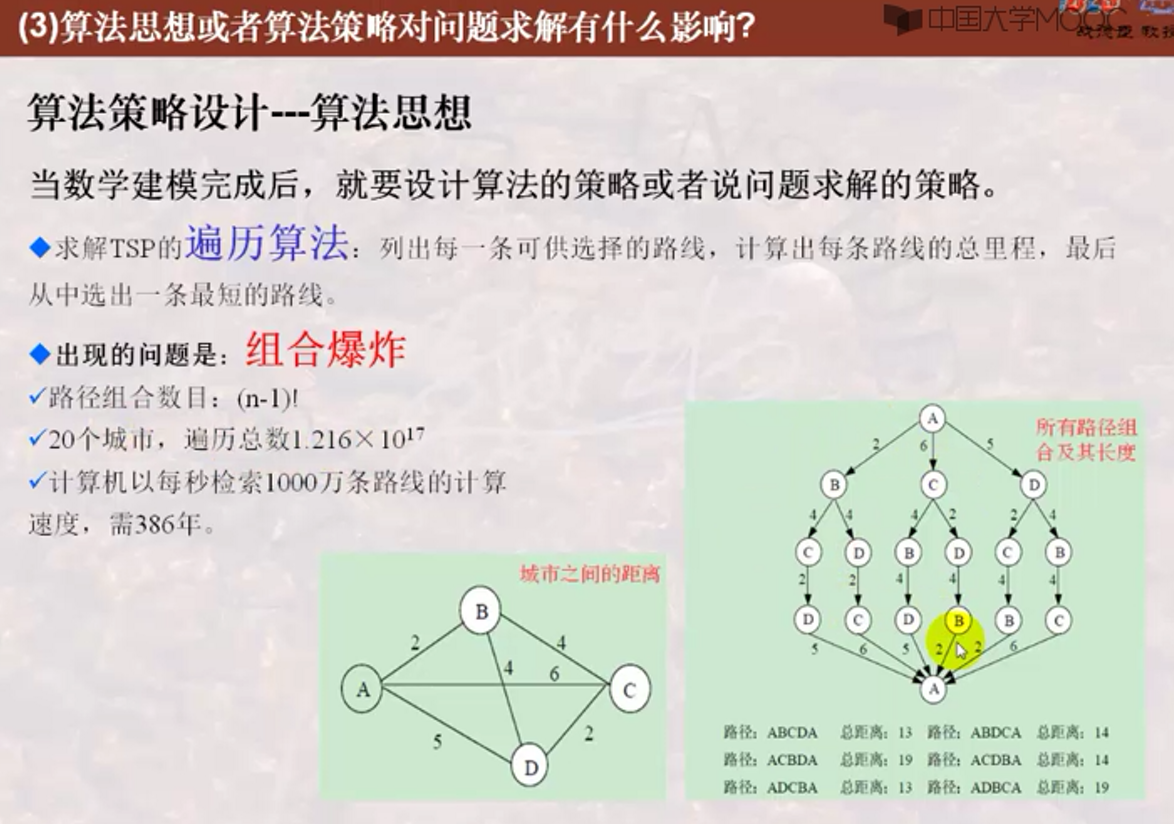 (3)算法思想或者算法策略对问题求解有什么影响?
中国大学MOOC
算法策略设计---算法思想
当数学建模完成后，就要设计算法的策略或者说问题求解的策略。
◆求解TSP的遍历算法：列出每一条可供选择的路线，计算出每条路线的总里程，最后
从中选出一条最短的路线。
◆出现的问题是：组合爆炸
✓路径组合数目：(n-1)!
✓20个城市，遍历总数1.216×10¹⁷
✓计算机以每秒检索1000万条路线的计算
速度，需386年。
城市之间的距离
B
2
4
4
6
A
C
5
2
D
所有路径组
合及其长度
A
2 6 5
B C D
4 4 4 2 2 4
C D B D C B
2 2 4 4 4 4
D C D B B C
5 6 5 2 2 6
A
路径：ABCDA 总距离：13 路径：ABDCA 总距离：14
路径：ACBDA 总距离：19 路径：ACDBA 总距离：14
路径：ADCBA 总距离：13 路径：ADBCA 总距离：19